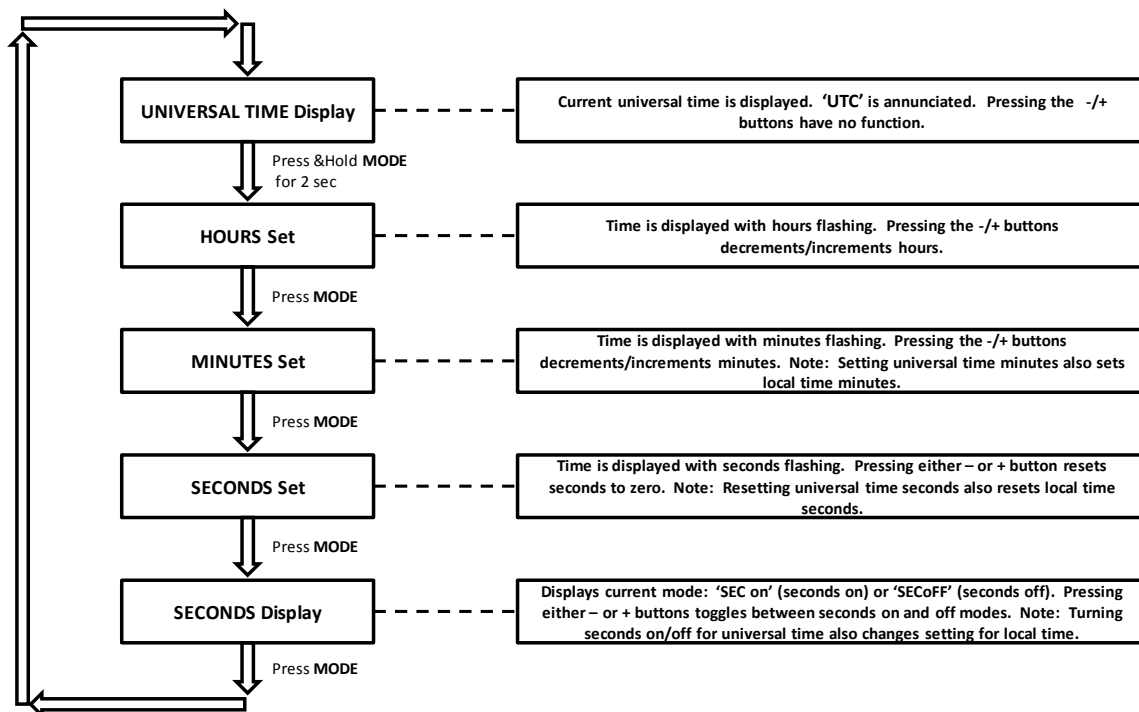 UNIVERSAL TIME Display
Current universal time is displayed. ‘UTC’ is annunciated. Pressing the -/+
buttons have no function.
Press &Hold MODE
for 2 sec
HOURS Set
Time is displayed with hours flashing. Pressing the -/+ buttons
decrements/increments hours.
Press MODE
MINUTES Set
Time is displayed with minutes flashing. Pressing the -/+ buttons
decrements/increments minutes. Note: Setting universal time minutes also sets
local time minutes.
Press MODE
SECONDS Set
Time is displayed with seconds flashing. Pressing either – or + button resets
seconds to zero. Note: Resetting universal time seconds also resets local time
seconds.
Press MODE
SECONDS Display
Displays current mode: ‘SEC on’ (seconds on) or ‘SECoFF’ (seconds off). Pressing
either – or + buttons toggles between seconds on and off modes. Note: Turning
seconds on/off for universal time also changes setting for local time.
Press MODE